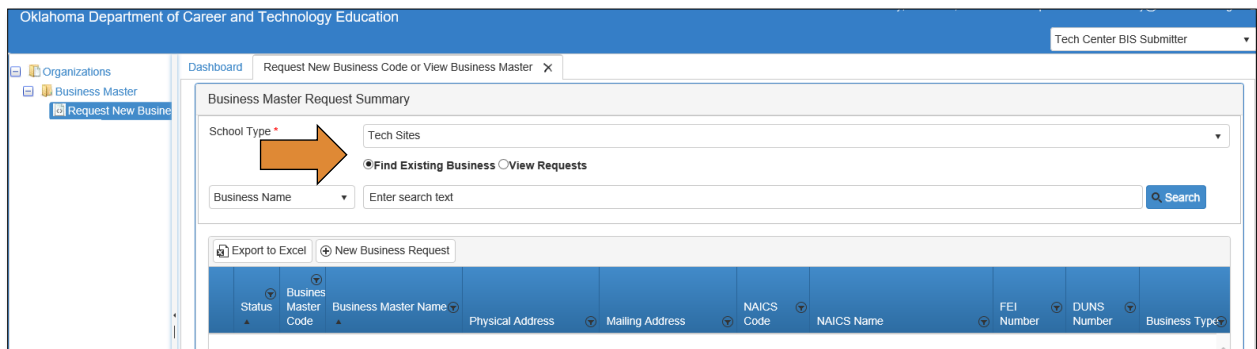 Oklahoma Department of Career and Technology Education
Tech Center BIS Submitter
Organizations
Business Master
Request New Busine
Dashboard Request New Business Code or View Business Master X
Business Master Request Summary
School Type *
Tech Sites
Find Existing Business View Requests
Business Name Enter search text Search
Export to Excel New Business Request
Status Busines Master Code Business Master Name Physical Address Mailing Address NAICS Code NAICS Name FEI Number DUNS Number Business Type